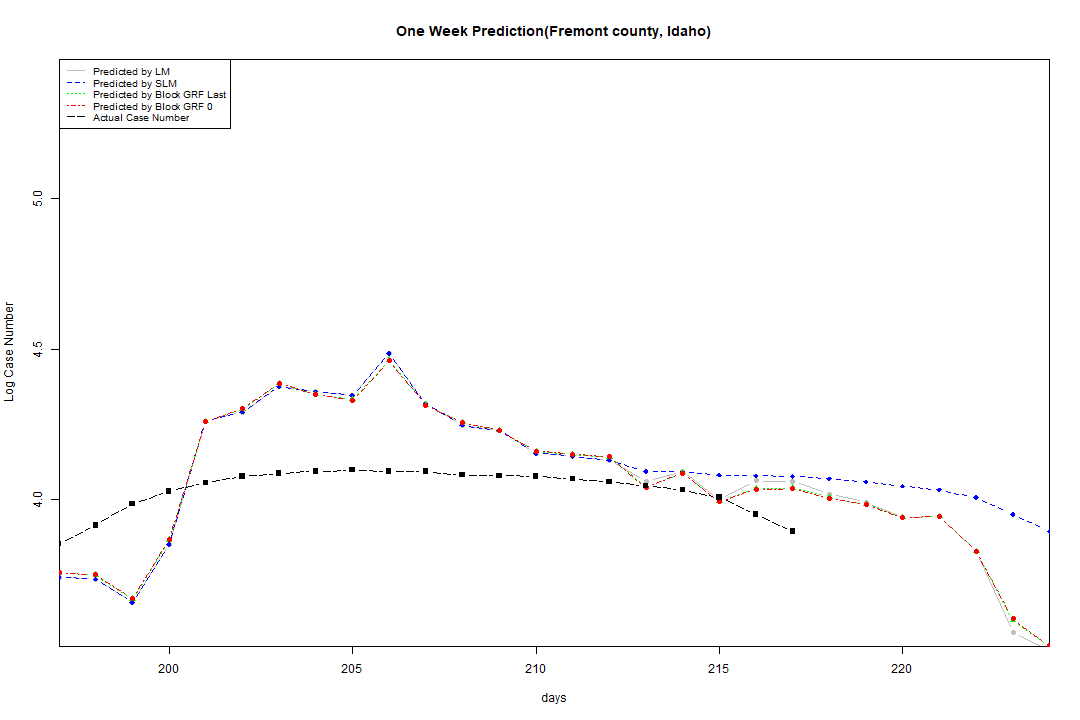 One Week Prediction(Fremont county, Idaho)
Predicted by LM
Predicted by SLM
Predicted by Block GRF Last
Predicted by Block GRF 0
Actual Case Number
Log Case Number
5.0
4.5
4.0
200 205 210 215 220
days